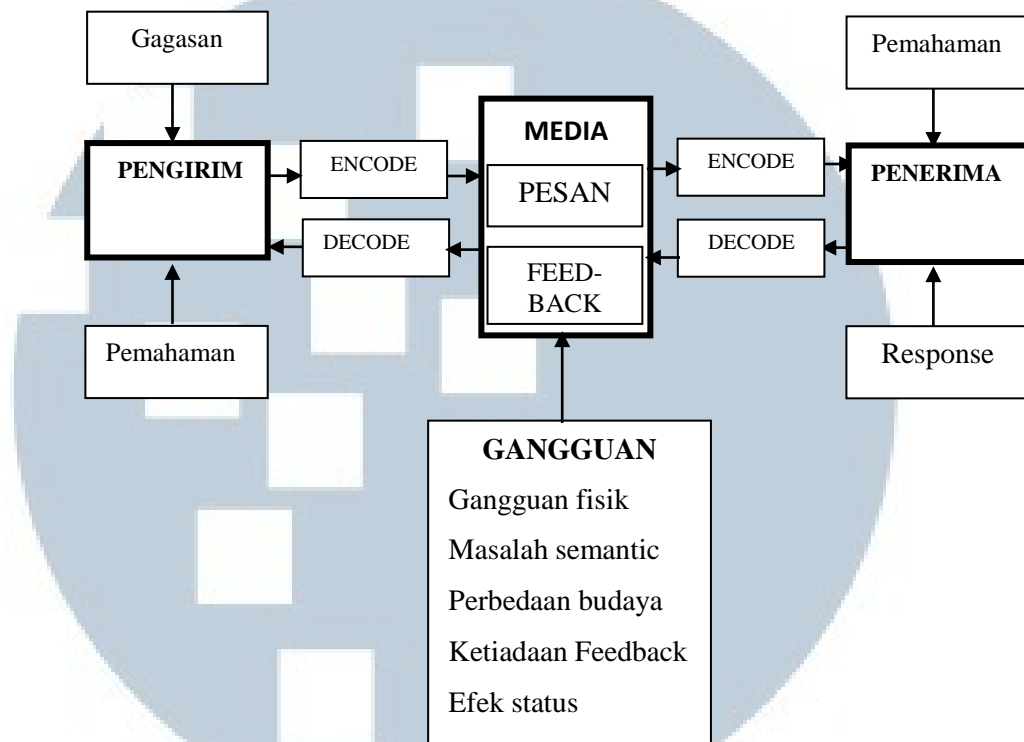 Gagasan
Pemahaman
PENGIRIM
ENCODE
MEDIA
PESAN
ENCODE
PENERIMA
DECODE
FEED-
BACK
DECODE
Pemahaman
Response
GANGGUAN
Gangguan fisik
Masalah semantic
Perbedaan budaya
Ketiadaan Feedback
Efek status